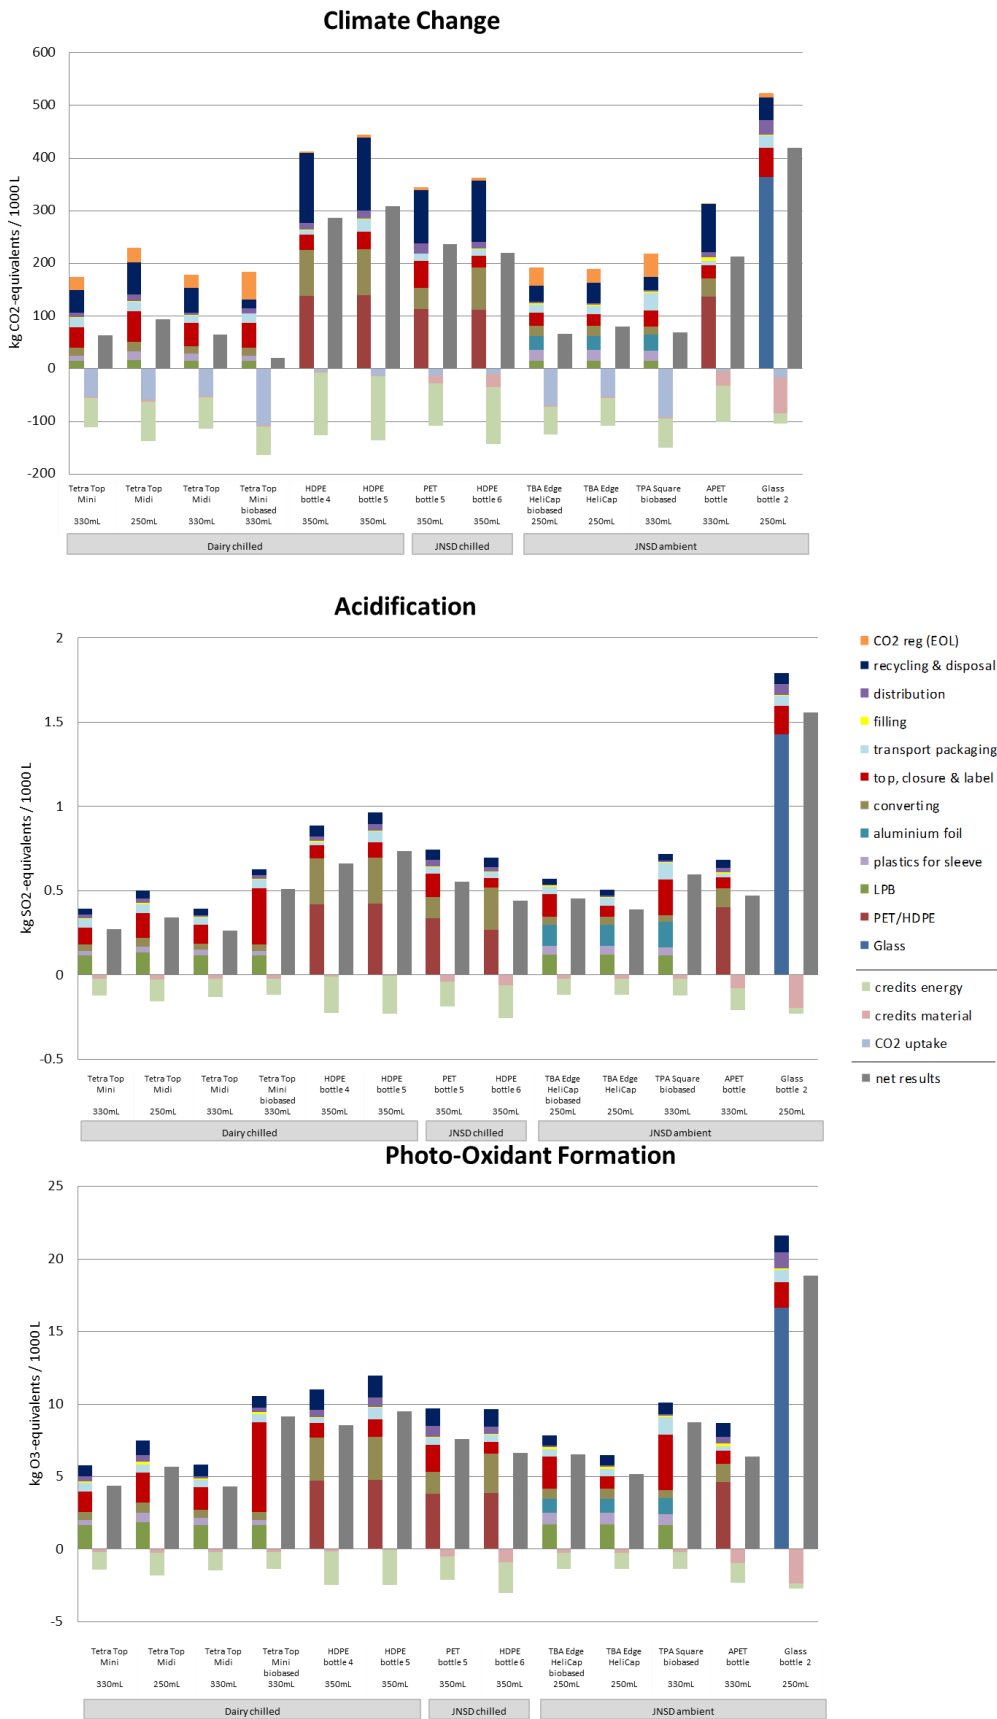 Climate Change
kg CO2-equivalents / 1000 L
600
500
400
300
200
100
0
-100
-200
Tetra Top Mini 330mL
Tetra Top Midi 250mL
Tetra Top Midi 330mL
Tetra Top Mini biobased 330mL
HDPE bottle 4 350mL
HDPE bottle 5 350mL
PET bottle 5 350mL
HDPE bottle 6 350mL
TBA Edge HeliCap biobased 250mL
TBA Edge HeliCap 250mL
TPA Square biobased 330mL
APET bottle 330mL
Glass bottle 2 250mL
Dairy chilled
JNSD chilled
JNSD ambient
Acidification
kg SO2-equivalents / 1000 L
2
1.5
1
0.5
0
-0.5
Tetra Top Mini 330mL
Tetra Top Midi 250mL
Tetra Top Midi 330mL
Tetra Top Mini biobased 330mL
HDPE bottle 4 350mL
HDPE bottle 5 350mL
PET bottle 5 350mL
HDPE bottle 6 350mL
TBA Edge HeliCap biobased 250mL
TBA Edge HeliCap 250mL
TPA Square biobased 330mL
APET bottle 330mL
Glass bottle 2 250mL
Dairy chilled
JNSD chilled
JNSD ambient
CO2 reg (EOL)
recycling & disposal
distribution
filling
transport packaging
top, closure & label
converting
aluminium foil
plastics for sleeve
LPB
PET/HDPE
Glass
credits energy
credits material
CO2 uptake
net results
Photo-Oxidant Formation
kg O3-equivalents / 1000 L
25
20
15
10
5
0
-5
Tetra Top Mini 330mL
Tetra Top Midi 250mL
Tetra Top Midi 330mL
Tetra Top Mini biobased 330mL
HDPE bottle 4 350mL
HDPE bottle 5 350mL
PET bottle 5 350mL
HDPE bottle 6 350mL
TBA Edge HeliCap biobased 250mL
TBA Edge HeliCap 250mL
TPA Square biobased 330mL
APET bottle 330mL
Glass bottle 2 250mL
Dairy chilled
JNSD chilled
JNSD ambient